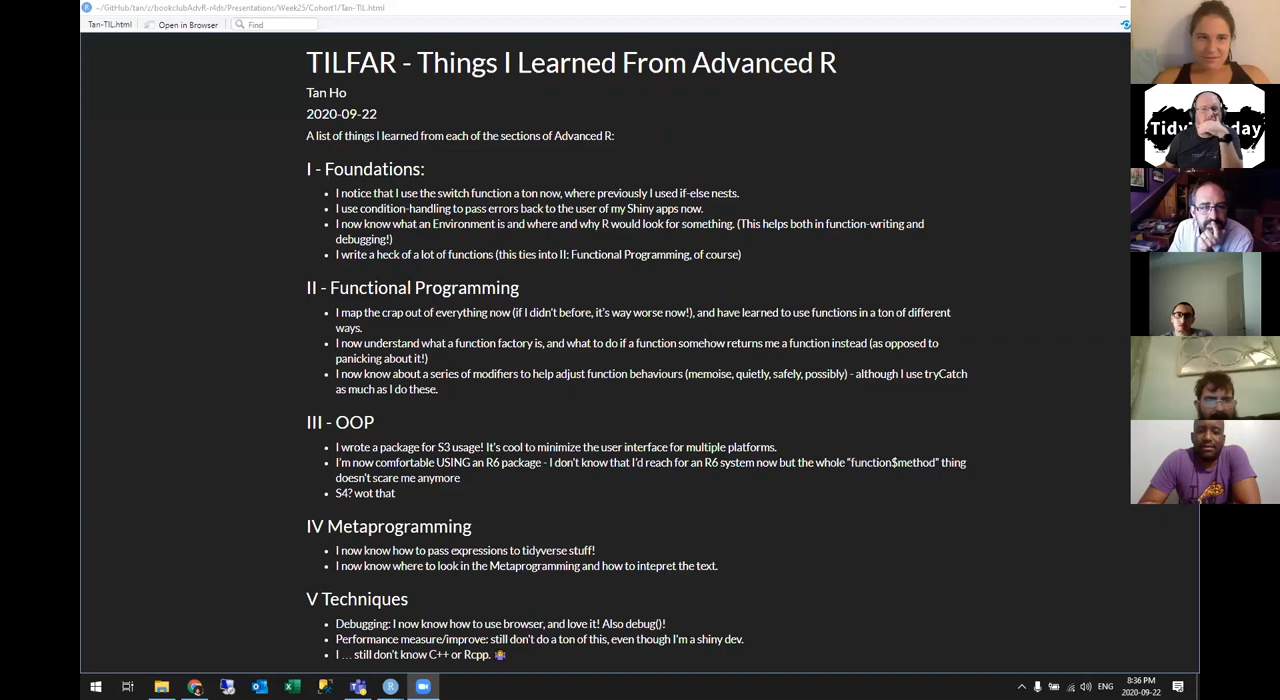 ~/GitHub/tan/z/bookclubAdvR-r4ds/Presentations/Week25/Cohort1/Tan-TIL.html
Tan-TIL.html
Open in Browser
Find
TILFAR - Things I Learned From Advanced R
Tan Ho
2020-09-22
A list of things I learned from each of the sections of Advanced R:
I - Foundations:
• I notice that I use the switch function a ton now, where previously I used if-else nests.
• I use condition-handling to pass errors back to the user of my Shiny apps now.
• I now know what an Environment is and where and why R would look for something. (This helps both in function-writing and
debugging!)
• I write a heck of a lot of functions (this ties into II: Functional Programming, of course)
II - Functional Programming
• I map the crap out of everything now (if I didn't before, it's way worse now!), and have learned to use functions in a ton of different
ways.
• I now understand what a function factory is, and what to do if a function somehow returns me a function instead (as opposed to
panicking about it!)
• I now know about a series of modifiers to help adjust function behaviours (memoise, quietly, safely, possibly) - although I use tryCatch
as much as I do these.
III - OOP
• I wrote a package for S3 usage! It's cool to minimize the user interface for multiple platforms.
• I'm now comfortable USING an R6 package - I don't know that I'd reach for an R6 system now but the whole “function$method” thing
doesn't scare me anymore
• S4? wot that
IV Metaprogramming
• I now know how to pass expressions to tidyverse stuff!
• I now know where to look in the Metaprogramming and how to intepret the text.
V Techniques
• Debugging: I now know how to use browser, and love it! Also debug()!
• Performance measure/improve: still don't do a ton of this, even though I'm a shiny dev.
• I … still don't know C++ or Rcpp. 🤷
ENG
8:36 PM
2020-09-22